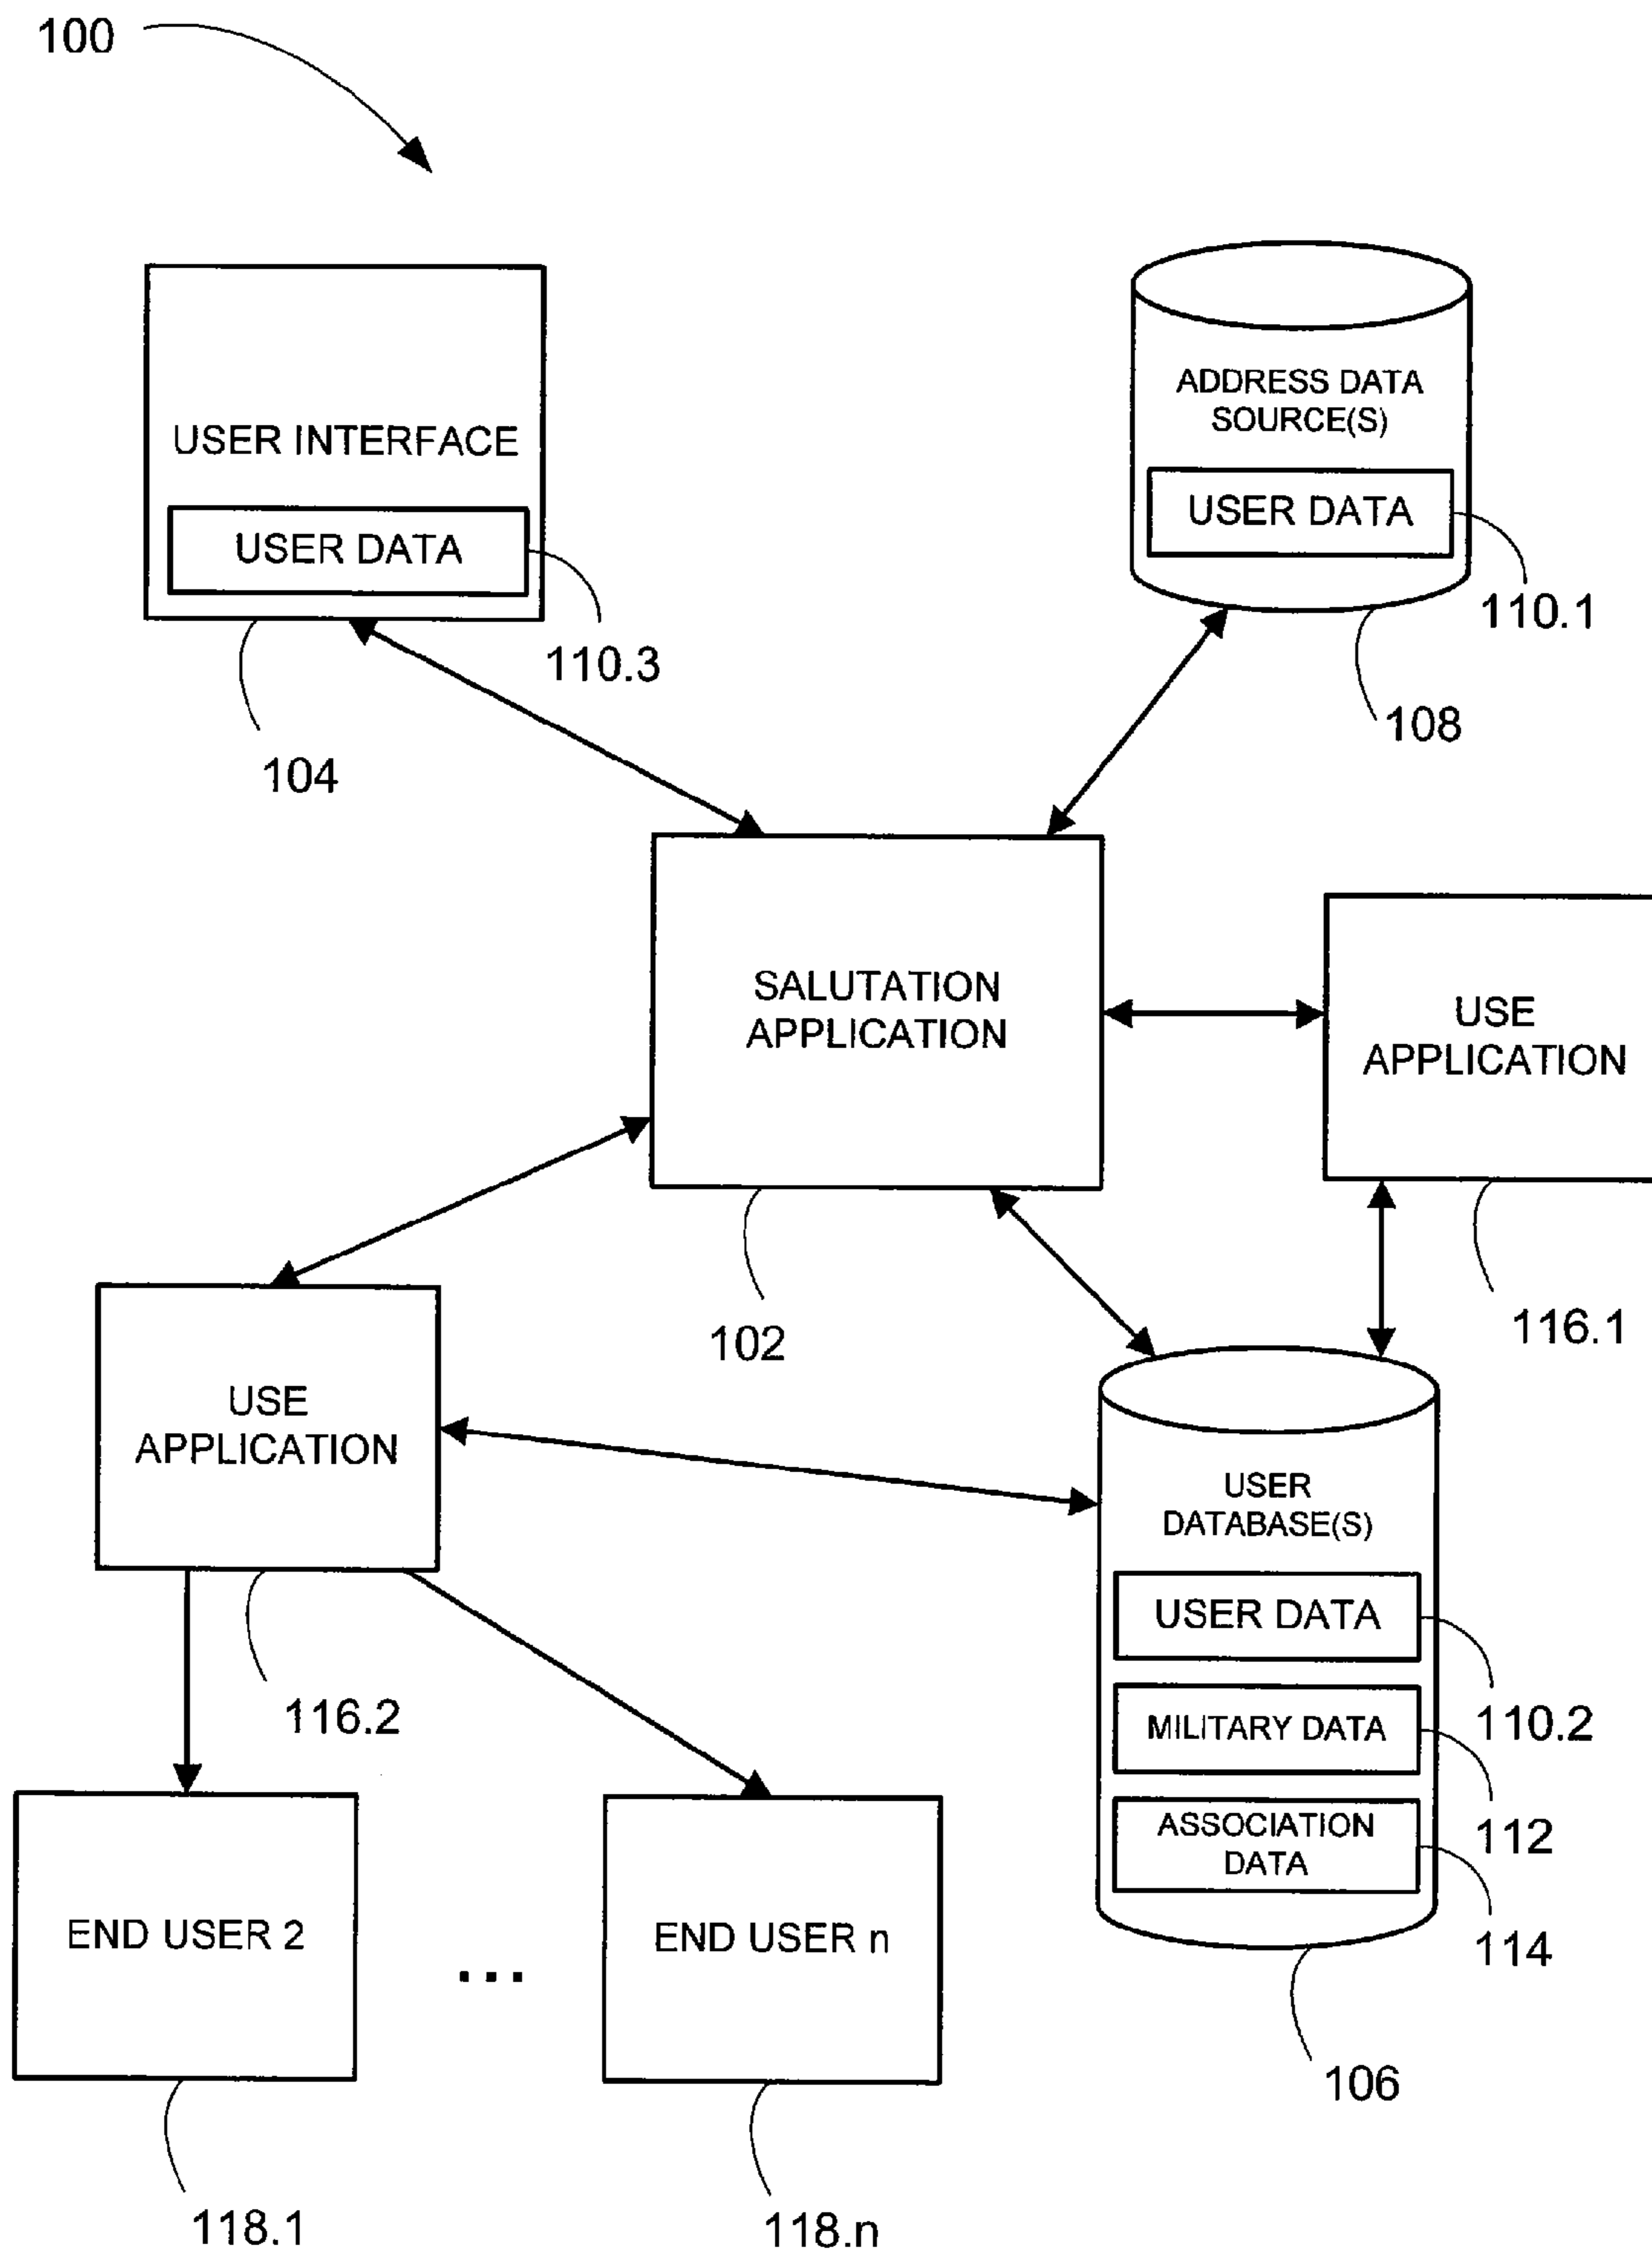 100
USER INTERFACE
USER DATA
110.3
104
ADDRESS DATA
SOURCE(S)
USER DATA
110.1
108
SALUTATION
APPLICATION
102
USE
APPLICATION
116.1
USE
APPLICATION
116.2
USER
DATABASE(S)
USER DATA
110.2
MILITARY DATA
112
ASSOCIATION
DATA
114
106
END USER 2
118.1
...
END USER n
118.n